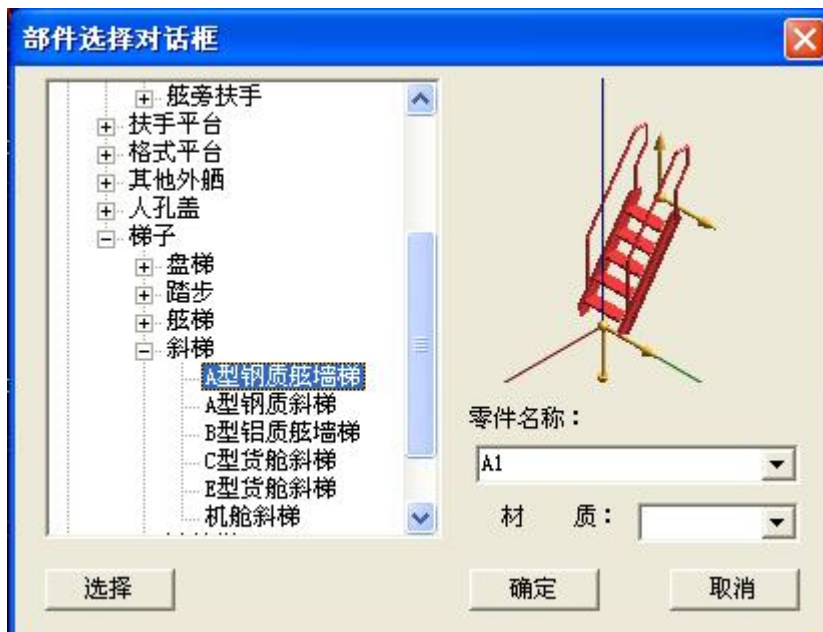 部件选择对话框
舷旁扶手
扶手平台
格式平台
其他外舾
人孔盖
梯子
盘梯
踏步
舷梯
斜梯
A型钢质舷墙梯
A型钢质斜梯
B型铝质舷墙梯
C型货舱斜梯
E型货舱斜梯
机舱斜梯
零件名称：
A1
材 质：
选择
确定
取消